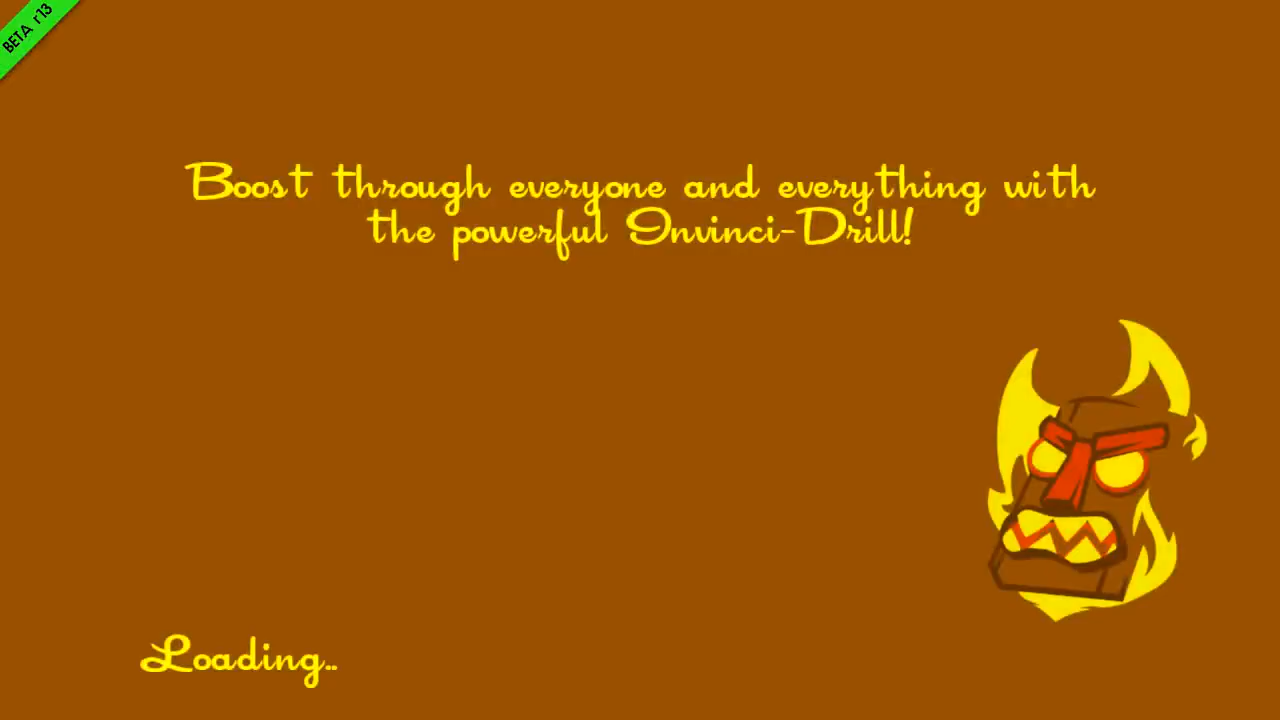 BETA r13
Boost through everyone and everything with
the powerful Invinci-Drill!
Loading..